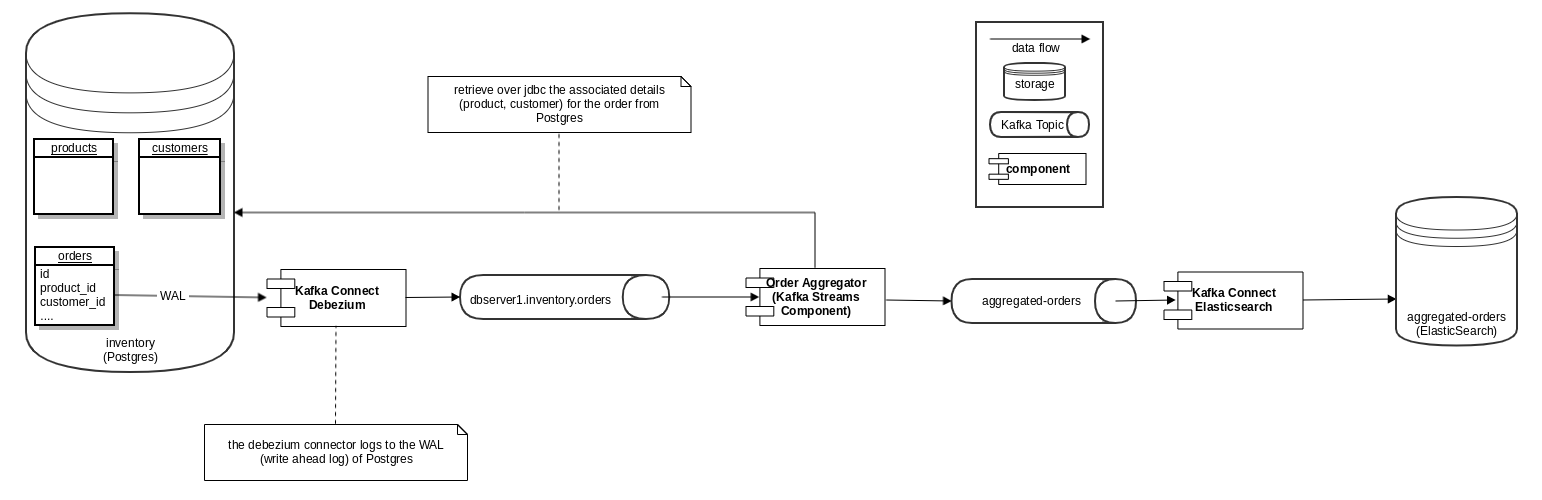 products
customers
orders
id
product_id
customer_id
....
inventory
(Postgres)
WAL
Kafka Connect
Debezium
the debezium connector logs to the WAL
(write ahead log) of Postgres
dbserver1.inventory.orders
retrieve over jdbc the associated details
(product, customer) for the order from
Postgres
Order Aggregator
(Kafka Streams
Component)
aggregated-orders
Kafka Connect
Elasticsearch
aggregated-orders
(ElasticSearch)
data flow
storage
Kafka Topic
component